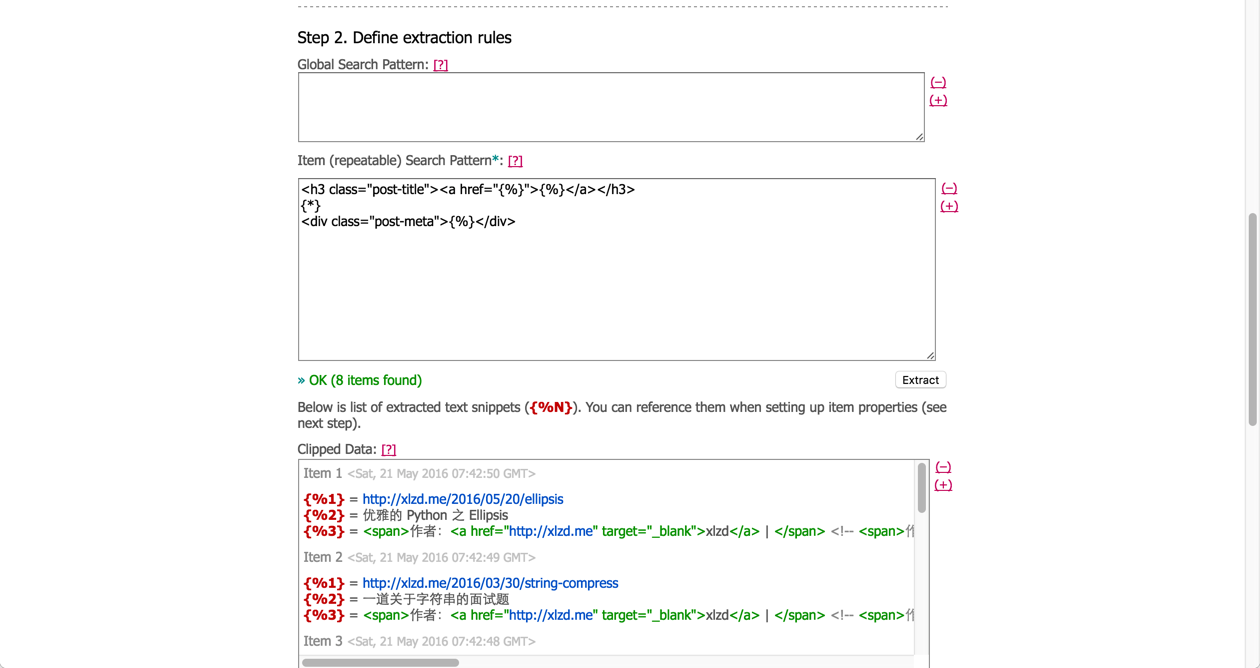 Step 2. Define extraction rules
Global Search Pattern: [?]
(−)
(+)
Item (repeatable) Search Pattern*: [?]
<h3 class="post-title"><a href="{%}">{%}</a></h3>
{*}
<div class="post-meta">{%}</div>
(−)
(+)
» OK (8 items found)
Extract
Below is list of extracted text snippets ({%N}). You can reference them when setting up item properties (see
next step).
Clipped Data: [?]
(−)
(+)
Item 1 <Sat, 21 May 2016 07:42:50 GMT>
{%1} = http://xlzd.me/2016/05/20/ellipsis
{%2} = 优雅的 Python 之 Ellipsis
{%3} = <span>作者：<a href="http://xlzd.me" target="_blank">xlzd</a> | </span> <!-- <span>
Item 2 <Sat, 21 May 2016 07:42:49 GMT>
{%1} = http://xlzd.me/2016/03/30/string-compress
{%2} = 一道关于字符串的面试题
{%3} = <span>作者：<a href="http://xlzd.me" target="_blank">xlzd</a> | </span> <!-- <span>
Item 3 <Sat, 21 May 2016 07:42:48 GMT>